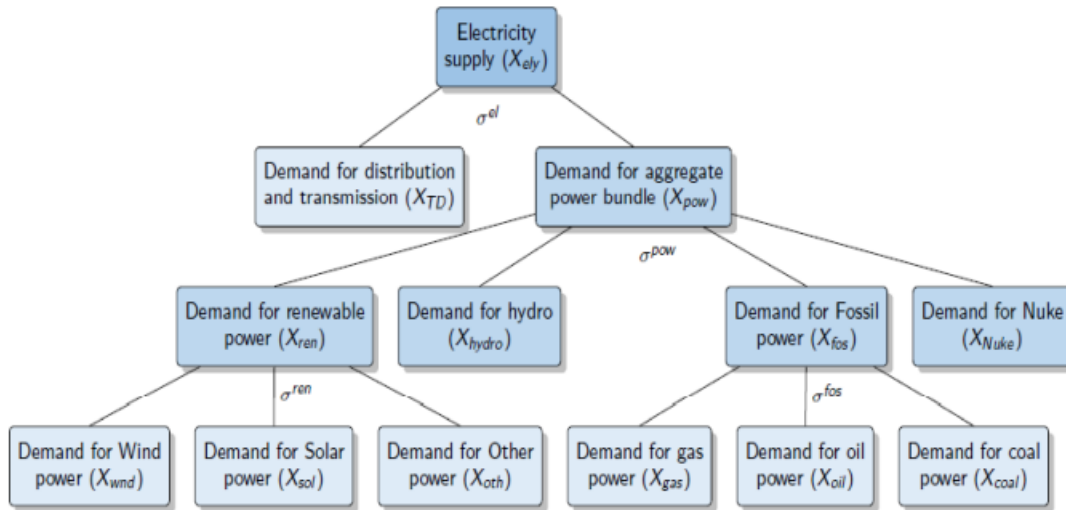 Electricity
supply (X_ely)
σ^el
Demand for distribution
and transmission (X_TD)
Demand for aggregate
power bundle (X_pow)
σ^pow
Demand for renewable
power (X_ren)
Demand for hydro
(X_hydro)
Demand for Fossil
power (X_fos)
Demand for Nuke
(X_Nuke)
σ^ren
σ^fos
Demand for Wind
power (X_wnd)
Demand for Solar
power (X_sol)
Demand for Other
power (X_oth)
Demand for gas
power (X_gas)
Demand for oil
power (X_oil)
Demand for coal
power (X_coal)